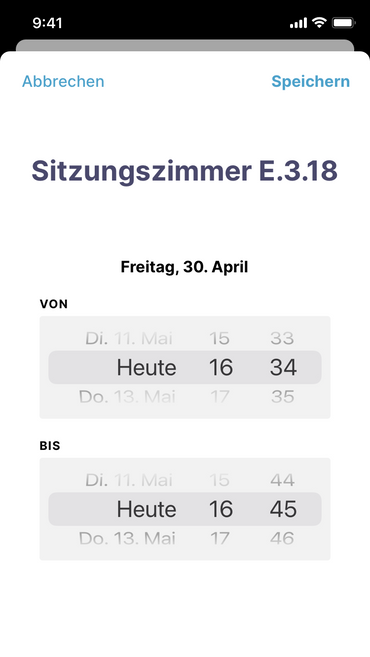 9:41
Abbrechen Speichern
Sitzungszimmer E.3.18
Freitag, 30. April
VON
Di. 11. Mai 15 33
Heute 16 34
Do. 13. Mai 17 35
BIS
Di. 11. Mai 15 44
Heute 16 45
Do. 13. Mai 17 46